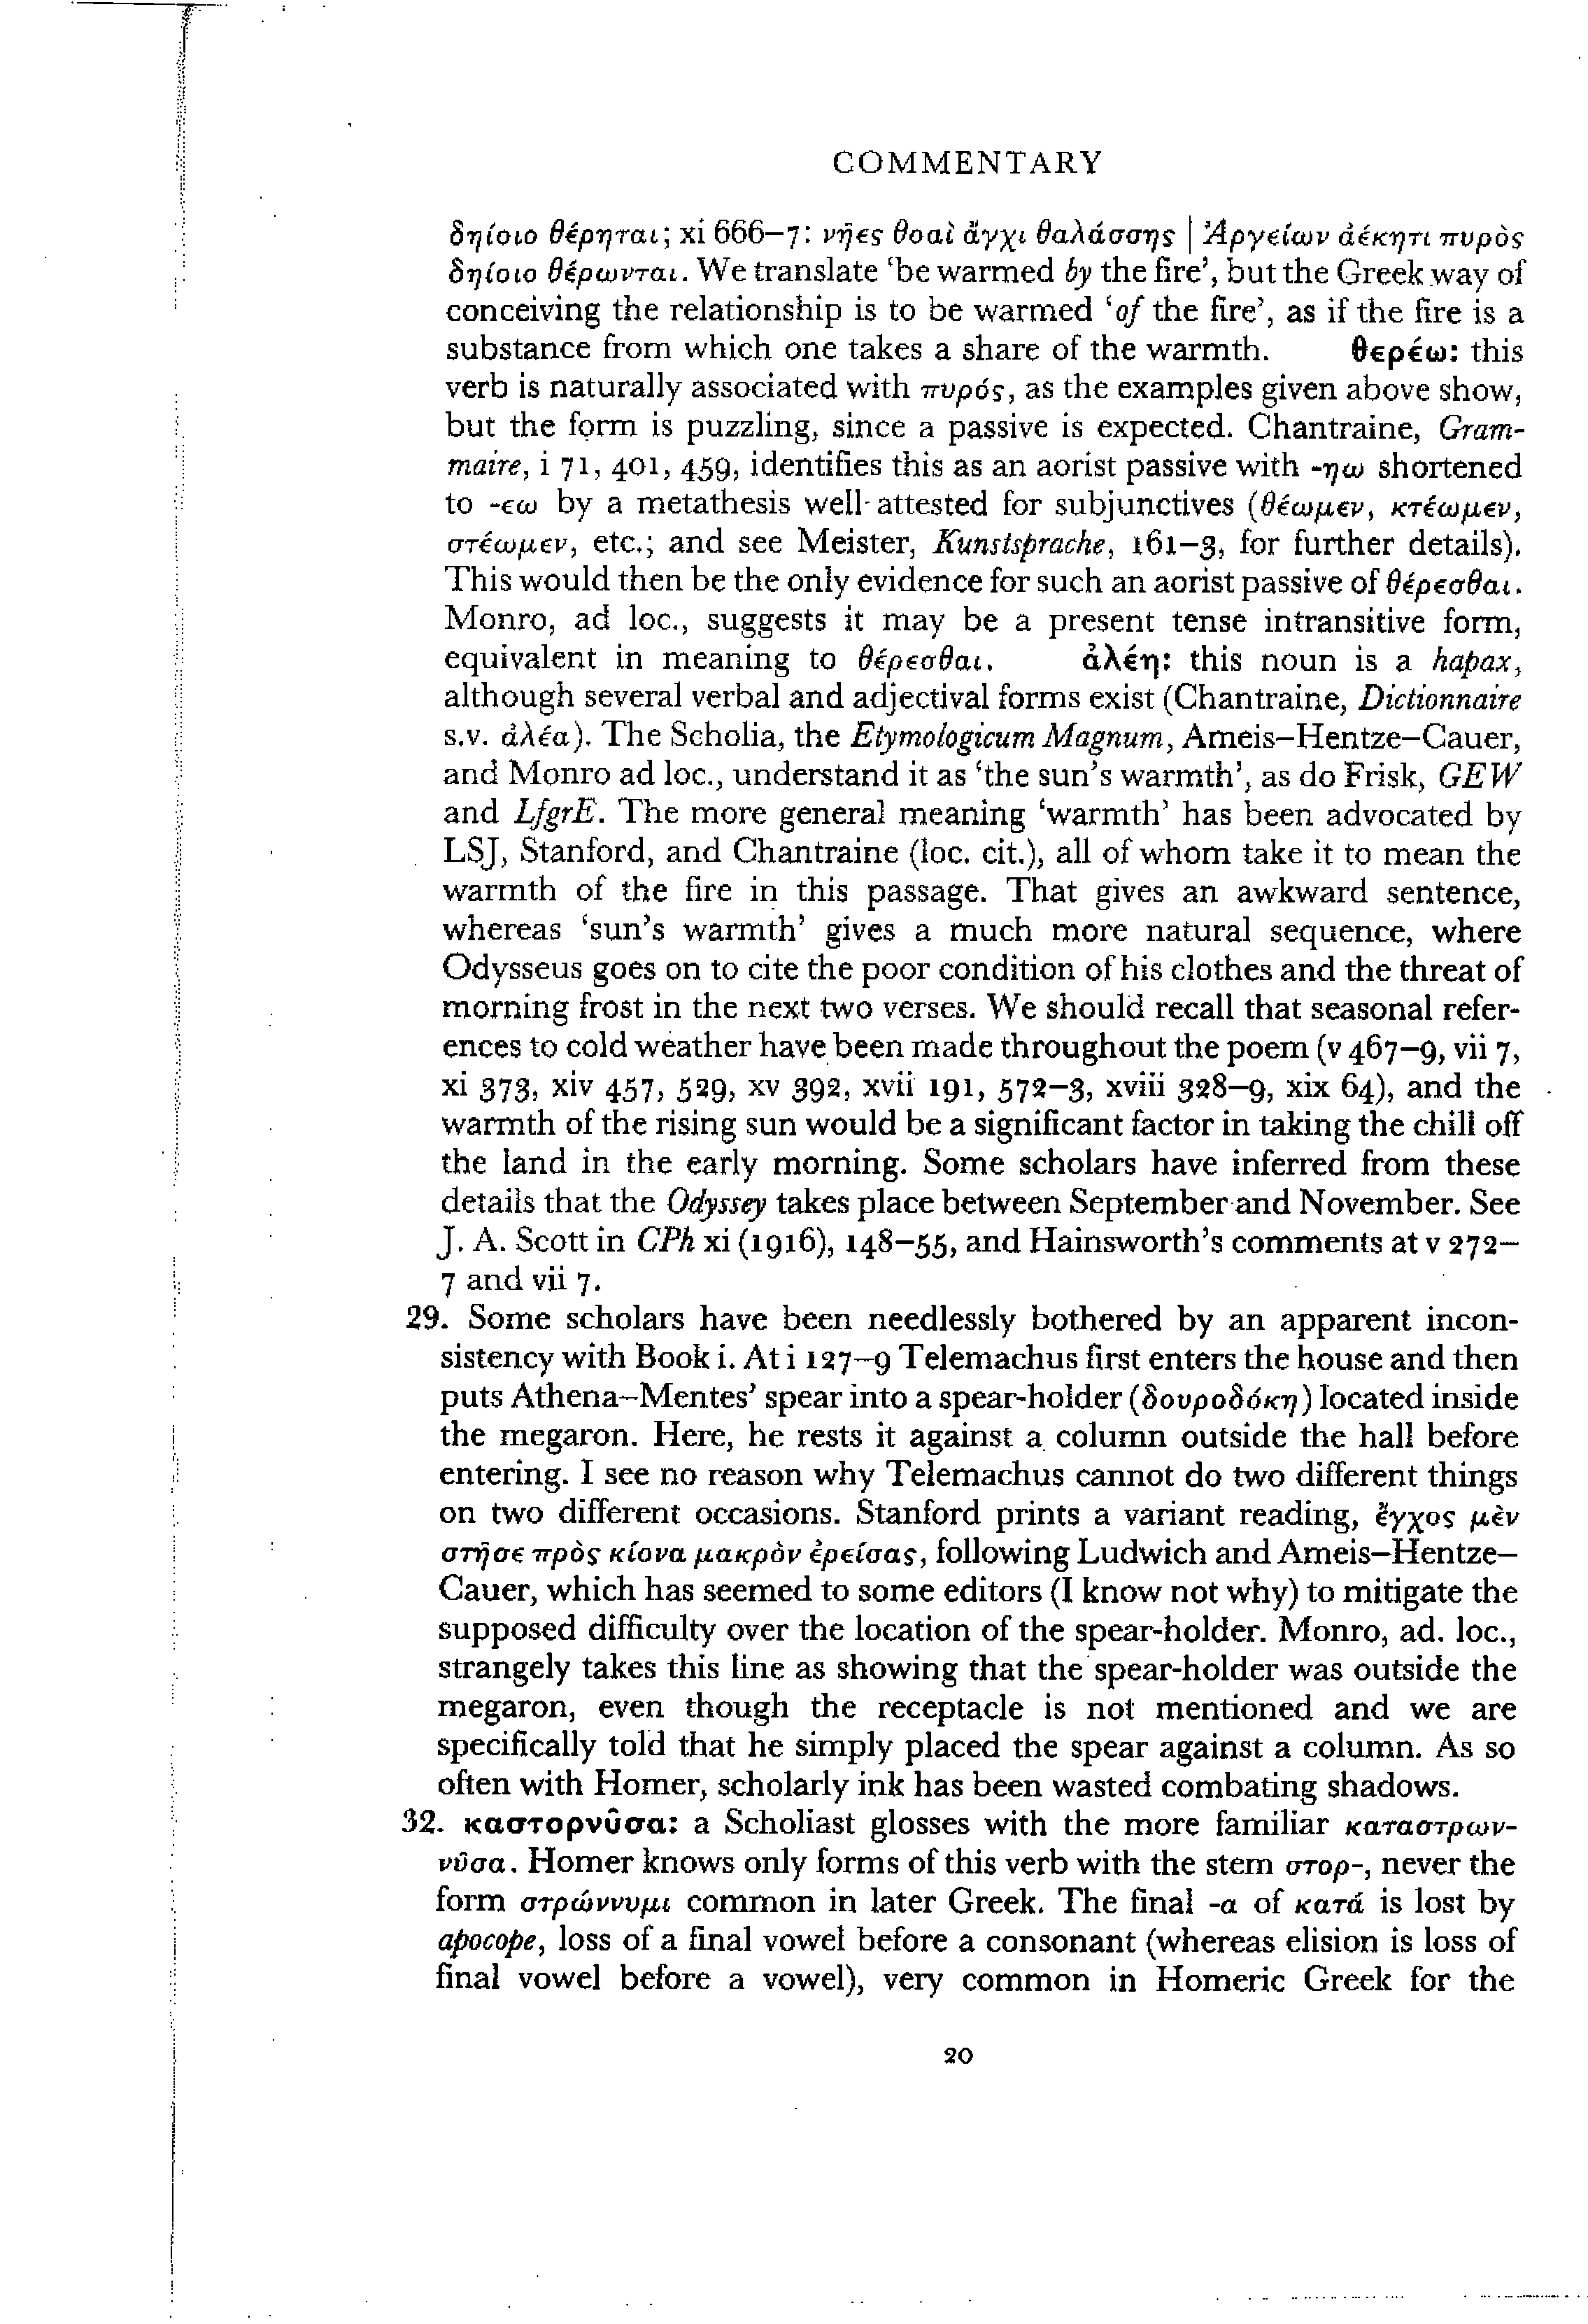 COMMENTARY
δηίοιο θέρηται; xi 666–7: νῆες θοαὶ ἄγχι θαλάσσης | Ἀργείων ἀέκητι πυρὸς
δηίοιο θέρωνται. We translate ‘be warmed by the fire’, but the Greek way of
conceiving the relationship is to be warmed ‘of the fire’, as if the fire is a
substance from which one takes a share of the warmth. θερέω: this
verb is naturally associated with πυρός, as the examples given above show,
but the form is puzzling, since a passive is expected. Chantraine, Gram-
maire, i 71, 401, 459, identifies this as an aorist passive with -ηω shortened
to -εω by a metathesis well attested for subjunctives (θέωμεν, κτέωμεν,
στέωμεν, etc.; and see Meister, Kunstsprache, 161–3, for further details).
This would then be the only evidence for such an aorist passive of θέρεσθαι.
Monro, ad loc., suggests it may be a present tense intransitive form,
equivalent in meaning to θέρεσθαι. ἀλέη: this noun is a hapax,
although several verbal and adjectival forms exist (Chantraine, Dictionnaire
s.v. ἀλέα). The Scholia, the Etymologicum Magnum, Ameis–Hentze–Cauer,
and Monro ad loc., understand it as ‘the sun’s warmth’, as do Frisk, GEW
and LfgrE. The more general meaning ‘warmth’ has been advocated by
LSJ, Stanford, and Chantraine (loc. cit.), all of whom take it to mean the
warmth of the fire in this passage. That gives an awkward sentence,
whereas ‘sun’s warmth’ gives a much more natural sequence, where
Odysseus goes on to cite the poor condition of his clothes and the threat of
morning frost in the next two verses. We should recall that seasonal refer-
ences to cold weather have been made throughout the poem (v 467–9, vii 7,
xi 373, xiv 457, 529, xv 392, xvii 191, 572–3, xviii 328–9, xix 64), and the
warmth of the rising sun would be a significant factor in taking the chill off
the land in the early morning. Some scholars have inferred from these
details that the Odyssey takes place between September and November. See
J. A. Scott in CPh xi (1916), 148–55, and Hainsworth’s comments at v 272–
7 and vii 7.
29. Some scholars have been needlessly bothered by an apparent incon-
sistency with Book i. At i 127–9 Telemachus first enters the house and then
puts Athena–Mentes’ spear into a spear-holder (δουροδόκη) located inside
the megaron. Here, he rests it against a column outside the hall before
entering. I see no reason why Telemachus cannot do two different things
on two different occasions. Stanford prints a variant reading, ἔγχος μὲν
στῆσε πρὸς κίονα μακρὸν ἐρείσας, following Ludwich and Ameis–Hentze–
Cauer, which has seemed to some editors (I know not why) to mitigate the
supposed difficulty over the location of the spear-holder. Monro, ad. loc.,
strangely takes this line as showing that the spear-holder was outside the
megaron, even though the receptacle is not mentioned and we are
specifically told that he simply placed the spear against a column. As so
often with Homer, scholarly ink has been wasted combating shadows.
32. καστορνῦσα: a Scholiast glosses with the more familiar καταστρων-
νῦσα. Homer knows only forms of this verb with the stem στορ-, never the
form στρώννυμι common in later Greek. The final -α of κατά is lost by
apocope, loss of a final vowel before a consonant (whereas elision is loss of
final vowel before a vowel), very common in Homeric Greek for the
20